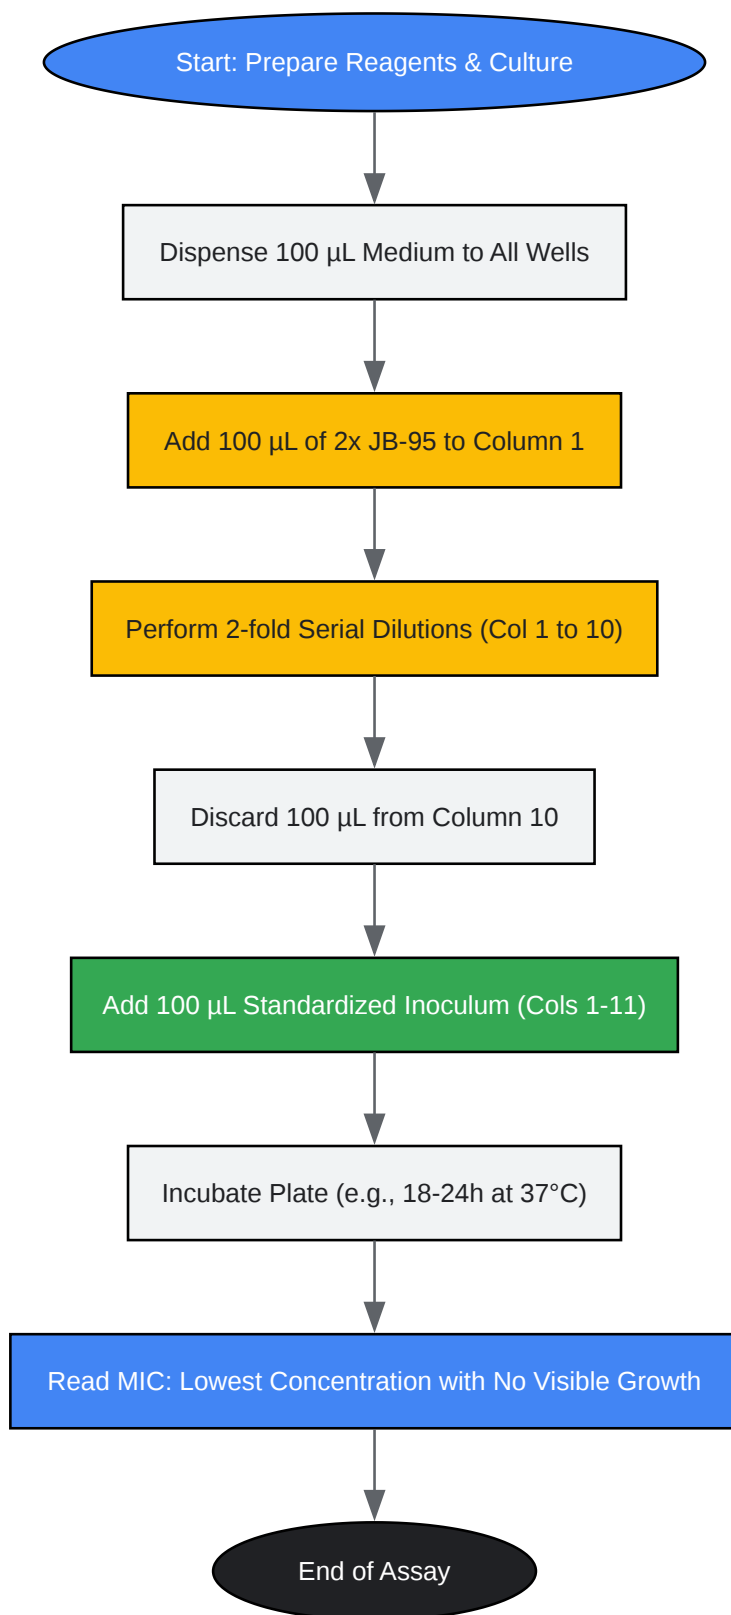 Start: Prepare Reagents & Culture
Dispense 100 µL Medium to All Wells
Add 100 µL of 2x JB-95 to Column 1
Perform 2-fold Serial Dilutions (Col 1 to 10)
Discard 100 µL from Column 10
Add 100 µL Standardized Inoculum (Cols 1-11)
Incubate Plate (e.g., 18-24h at 37°C)
Read MIC: Lowest Concentration with No Visible Growth
End of Assay